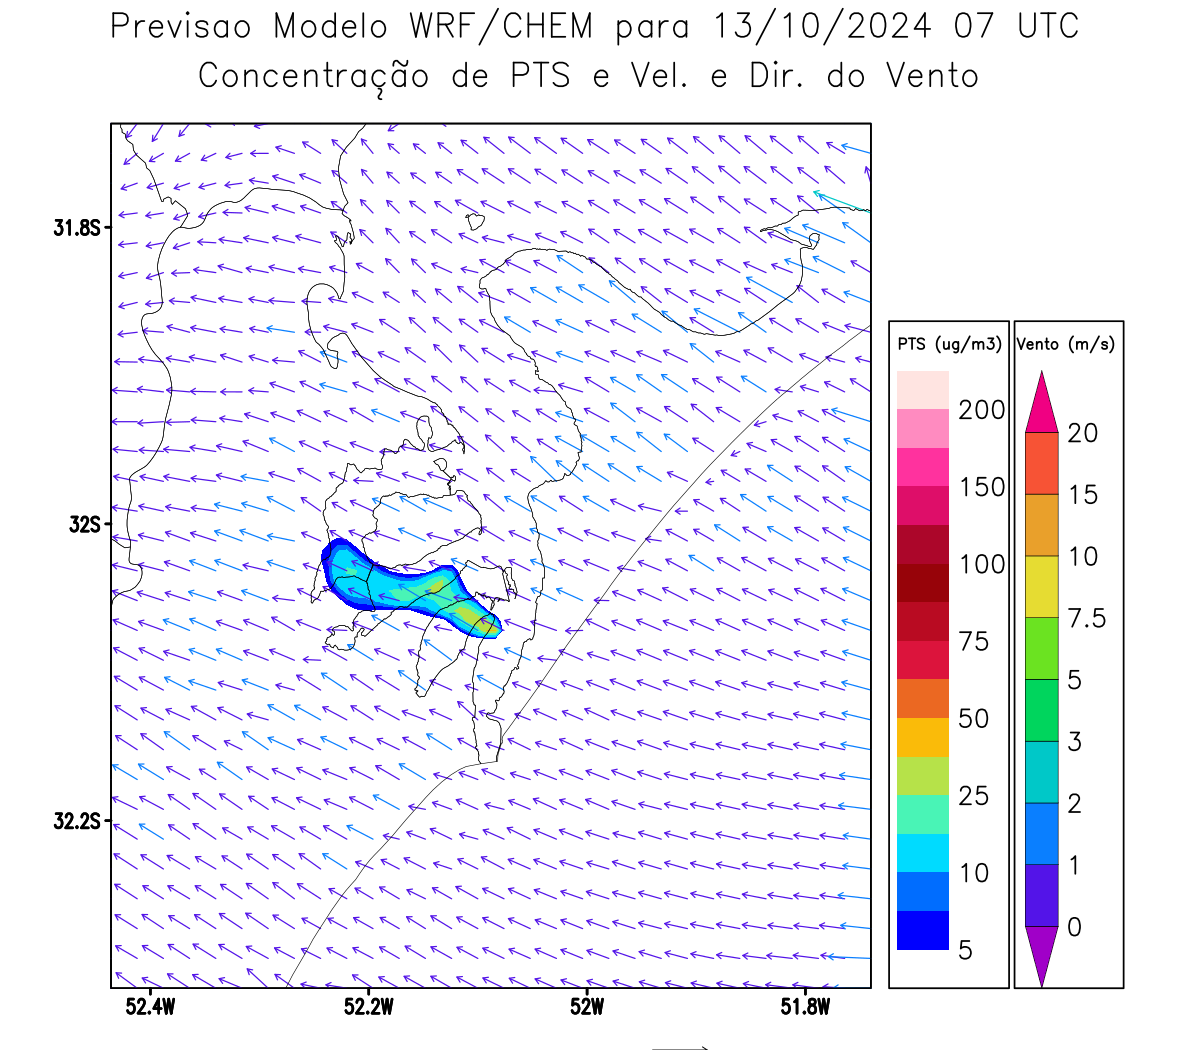 Previsao Modelo WRF/CHEM para 13/10/2024 07 UTC
Concentração de PTS e Vel. e Dir. do Vento
31.8S
32S
32.2S
52.4W 52.2W 52W 51.8W
PTS (ug/m3)
200
150
100
75
50
25
10
5
Vento (m/s)
20
15
10
7.5
5
3
2
1
0